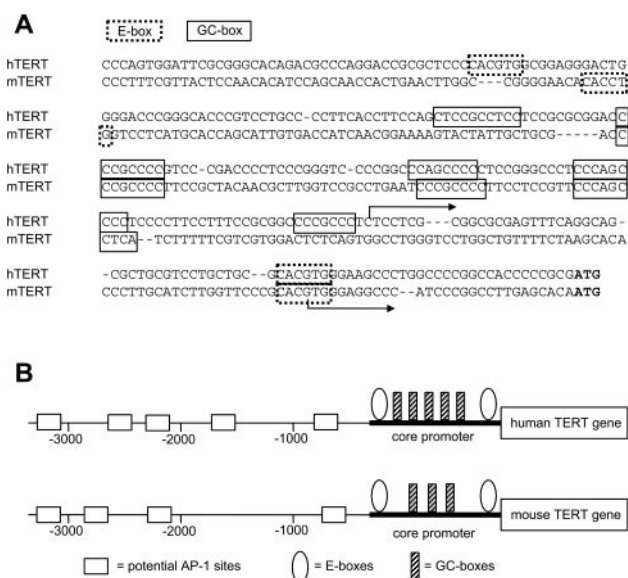 A
E-box GC-box
hTERT CCCAGTGGATTCGCGGGCACAGACGCCCAGGACCGCGCTCCCCACGTGGCGGAGGGACTG
mTERT CCCTTTCGTTACTCCAACACATCCAGCAACCACTGAACTTGGC---CGGGGAACACACCT
hTERT GGGACCCGGGCACCCGTCCTGCC-CCTTCACCTTCCAGCTCCGCCTCCTCCGCGCGGACC
mTERT GGTCCTCATGCACCAGCATTGTGACCATCAACGGAAAAGTACTATTGCTGCG----ACC
hTERT CCGCCCCGTCC-CGACCCCTCCCGGGTC-CCCGGCCCAGCCCCCTCCGGGCCCTCCCAGC
mTERT CCGCCCCTTCCGCTACAACGCTTGGTCCGCCTGAATCCCGCCCCTTCCTCCGTTCCCAGC
hTERT CCCTCCCCTTCCTTTCCGCGGCCCCGCCCTCTCCTCG---CGGCGCGAGTTTCAGGCAG-
mTERT CTCA--TCTTTTTCGTCGTGGACTCTCAGTGGCCTGGGTCCTGGCTGTTTTCTAAGCACA
hTERT -CGCTGCGTCCTGCTGC--GCACGTGGGAAGCCCTGGCCCCGGCCACCCCCGCGATG
mTERT CCCTTGCATCTTGGTTCCCGCACGTGGGAGGCCC--ATCCCGGCCTTGAGCACAATG
B
-3000 -2000 -1000 core promoter human TERT gene
-3000 -2000 -1000 core promoter mouse TERT gene
= potential AP-1 sites = E-boxes = GC-boxes